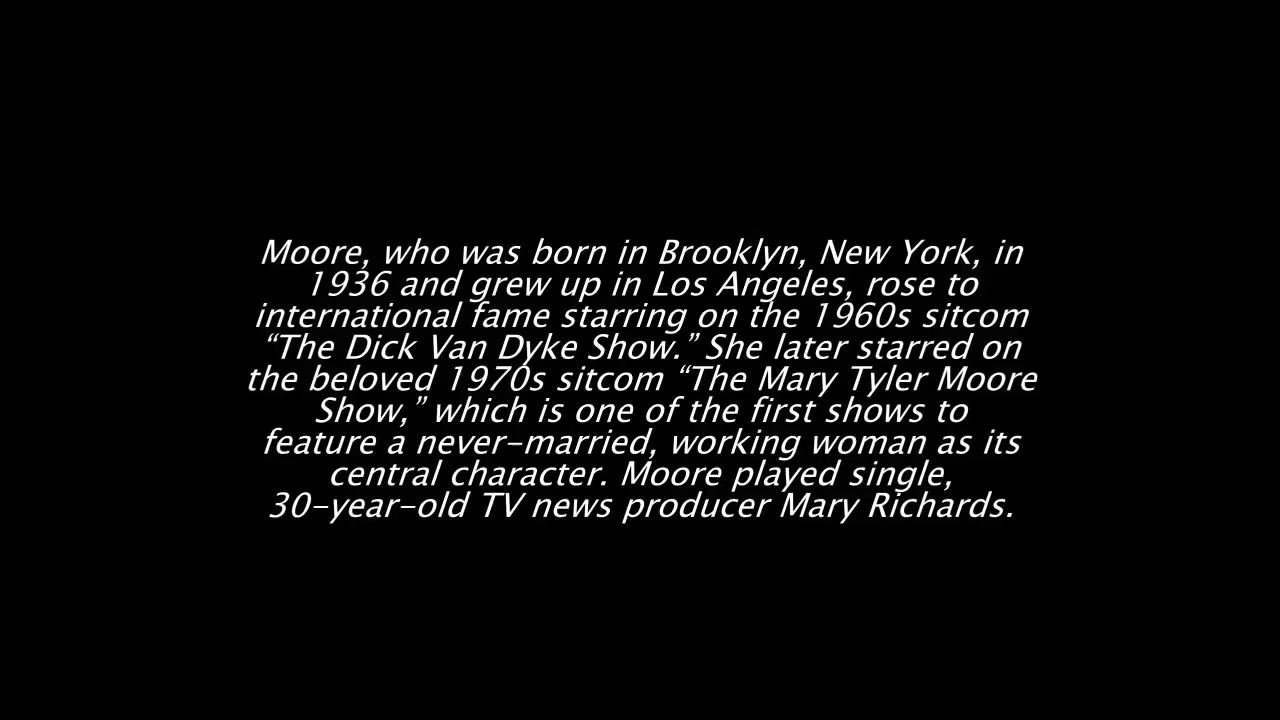 Moore, who was born in Brooklyn, New York, in
1936 and grew up in Los Angeles, rose to
international fame starring on the 1960s sitcom
“The Dick Van Dyke Show.” She later starred on
the beloved 1970s sitcom “The Mary Tyler Moore
Show,” which is one of the first shows to
feature a never-married, working woman as its
central character. Moore played single,
30-year-old TV news producer Mary Richards.